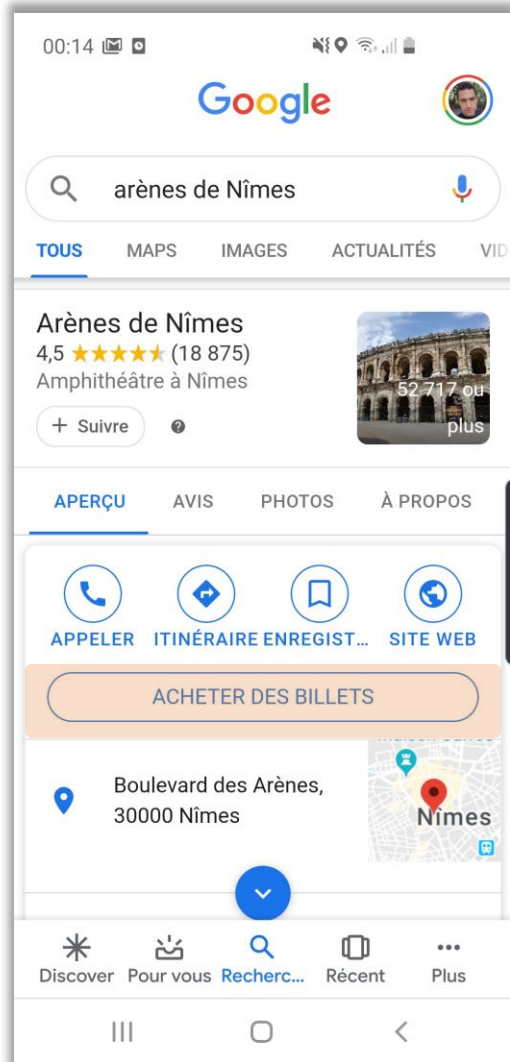 00:14
Google
arènes de Nîmes
TOUS MAPS IMAGES ACTUALITÉS VID
Arènes de Nîmes
4,5 ★★★★★ (18 875)
Amphithéâtre à Nîmes
+ Suivre
52 717 ou
plus
APERÇU AVIS PHOTOS À PROPOS
APPELER ITINÉRAIRE ENREGIST... SITE WEB
ACHETER DES BILLETS
Boulevard des Arènes,
30000 Nîmes
Nîmes
Discover Pour vous Recherc... Récent Plus